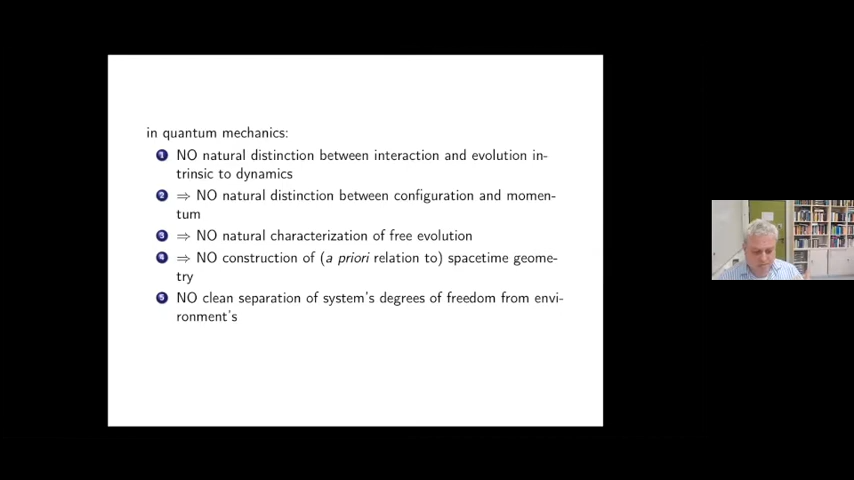 in quantum mechanics:
1 NO natural distinction between interaction and evolution in-
trinsic to dynamics
2 ⇒ NO natural distinction between configuration and momen-
tum
3 ⇒ NO natural characterization of free evolution
4 ⇒ NO construction of (a priori relation to) spacetime geome-
try
5 NO clean separation of system's degrees of freedom from envi-
ronment's